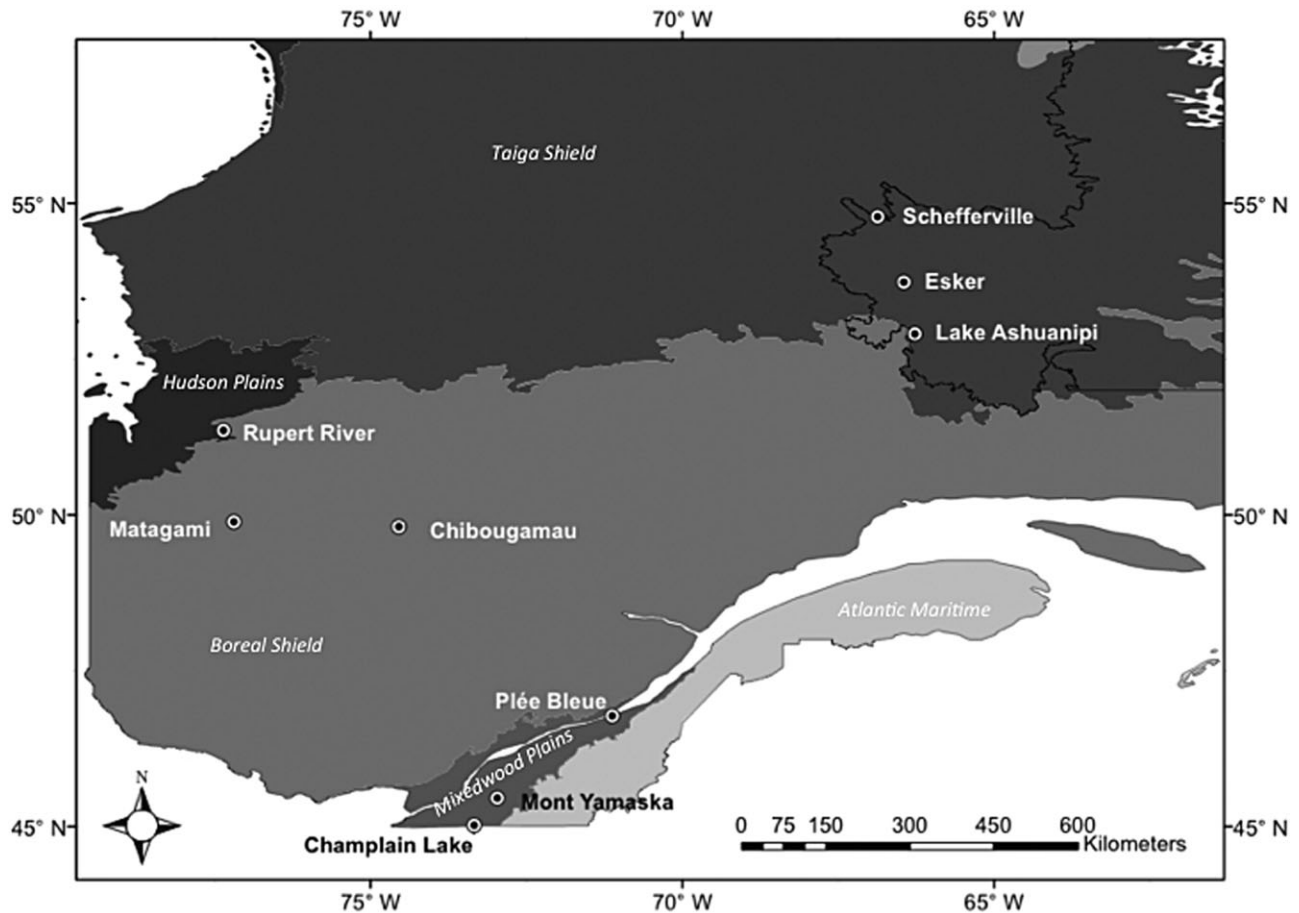 75° W 70° W 65° W
Taiga Shield
55° N 55° N
Schefferville
Esker
Lake Ashuanipi
Hudson Plains
Rupert River
50° N 50° N
Matagami Chibougamau
Atlantic Maritime
Boreal Shield
Plée Bleue
Mixedwood Plains
N
Mont Yamaska
45° N 45° N
0 75 150 300 450 600
Kilometers
Champlain Lake
75° W 70° W 65° W